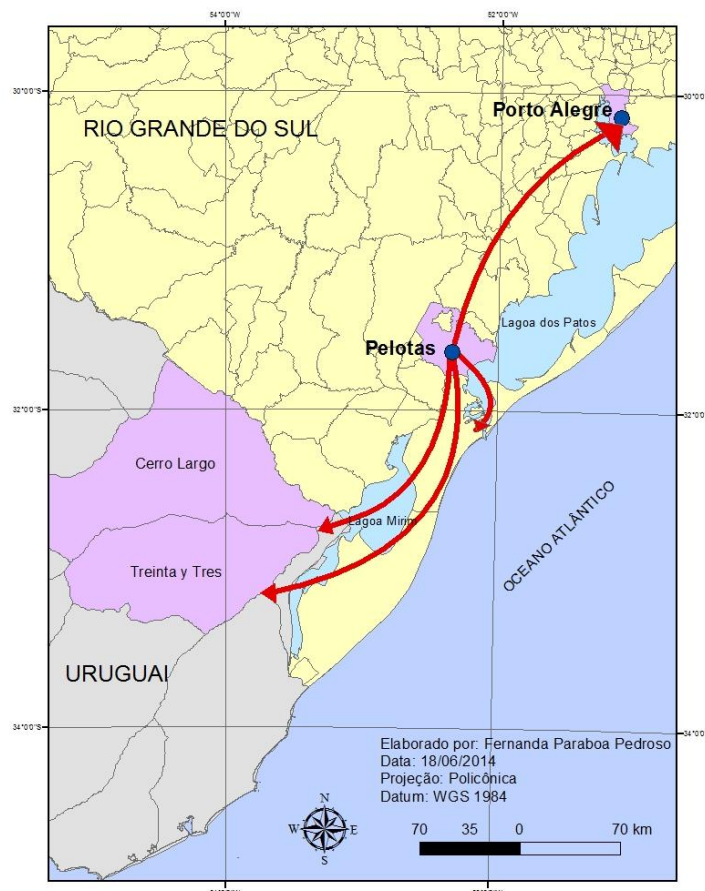 54°0'0"W
52°0'0"W
30°0'0"S
30°0'0"
Porto Alegre
RIO GRANDE DO SUL
Lagoa dos Patos
Pelotas
32°0'0"S
32°0'0"
Cerro Largo
Lagoa Mirim
OCEANO ATLÂNTICO
Treinta y Tres
URUGUAI
34°0'0"S
34°0'0"
Elaborado por: Fernanda Paraboa Pedroso
Data: 18/06/2014
Projeção: Policônica
Datum: WGS 1984
N
W E
S
70 35 0 70 km